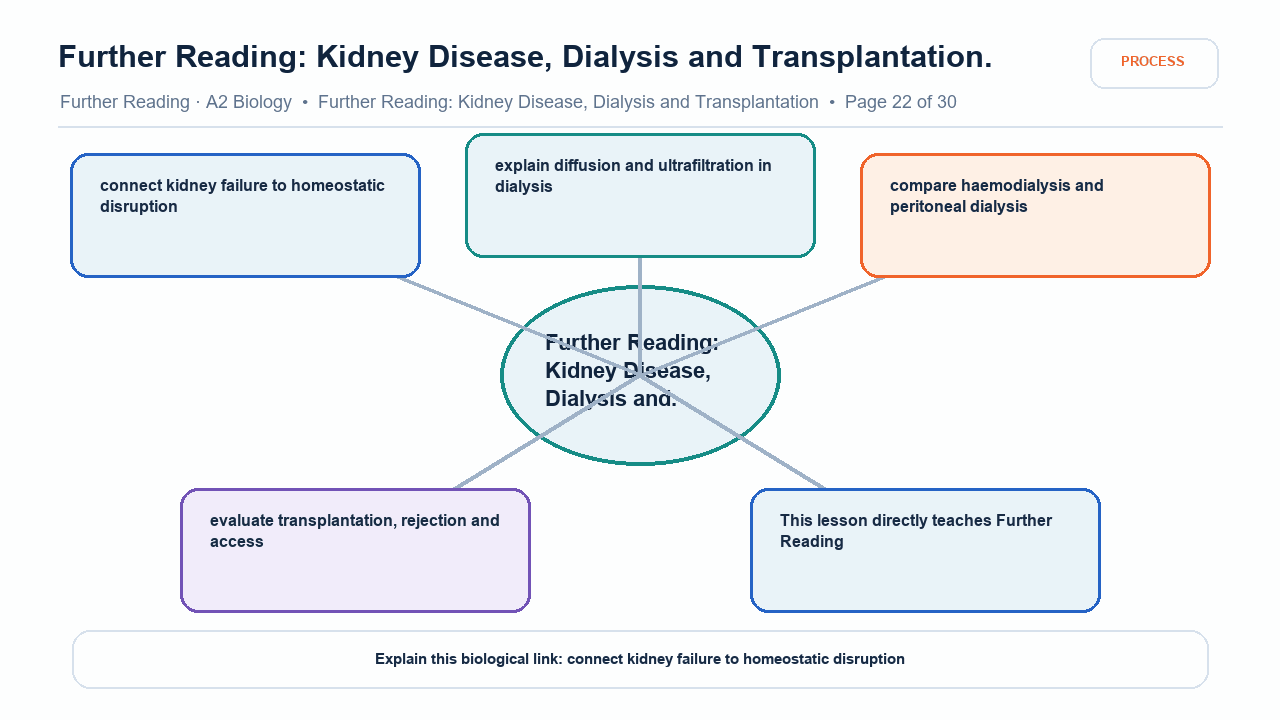 Further Reading: Kidney Disease, Dialysis and Transplantation.
PROCESS
Further Reading · A2 Biology • Further Reading: Kidney Disease, Dialysis and Transplantation • Page 22 of 30
connect kidney failure to homeostatic
disruption
explain diffusion and ultrafiltration in
dialysis
compare haemodialysis and
peritoneal dialysis
Further Reading:
Kidney Disease,
Dialysis and.
evaluate transplantation, rejection and
access
This lesson directly teaches Further
Reading
Explain this biological link: connect kidney failure to homeostatic disruption